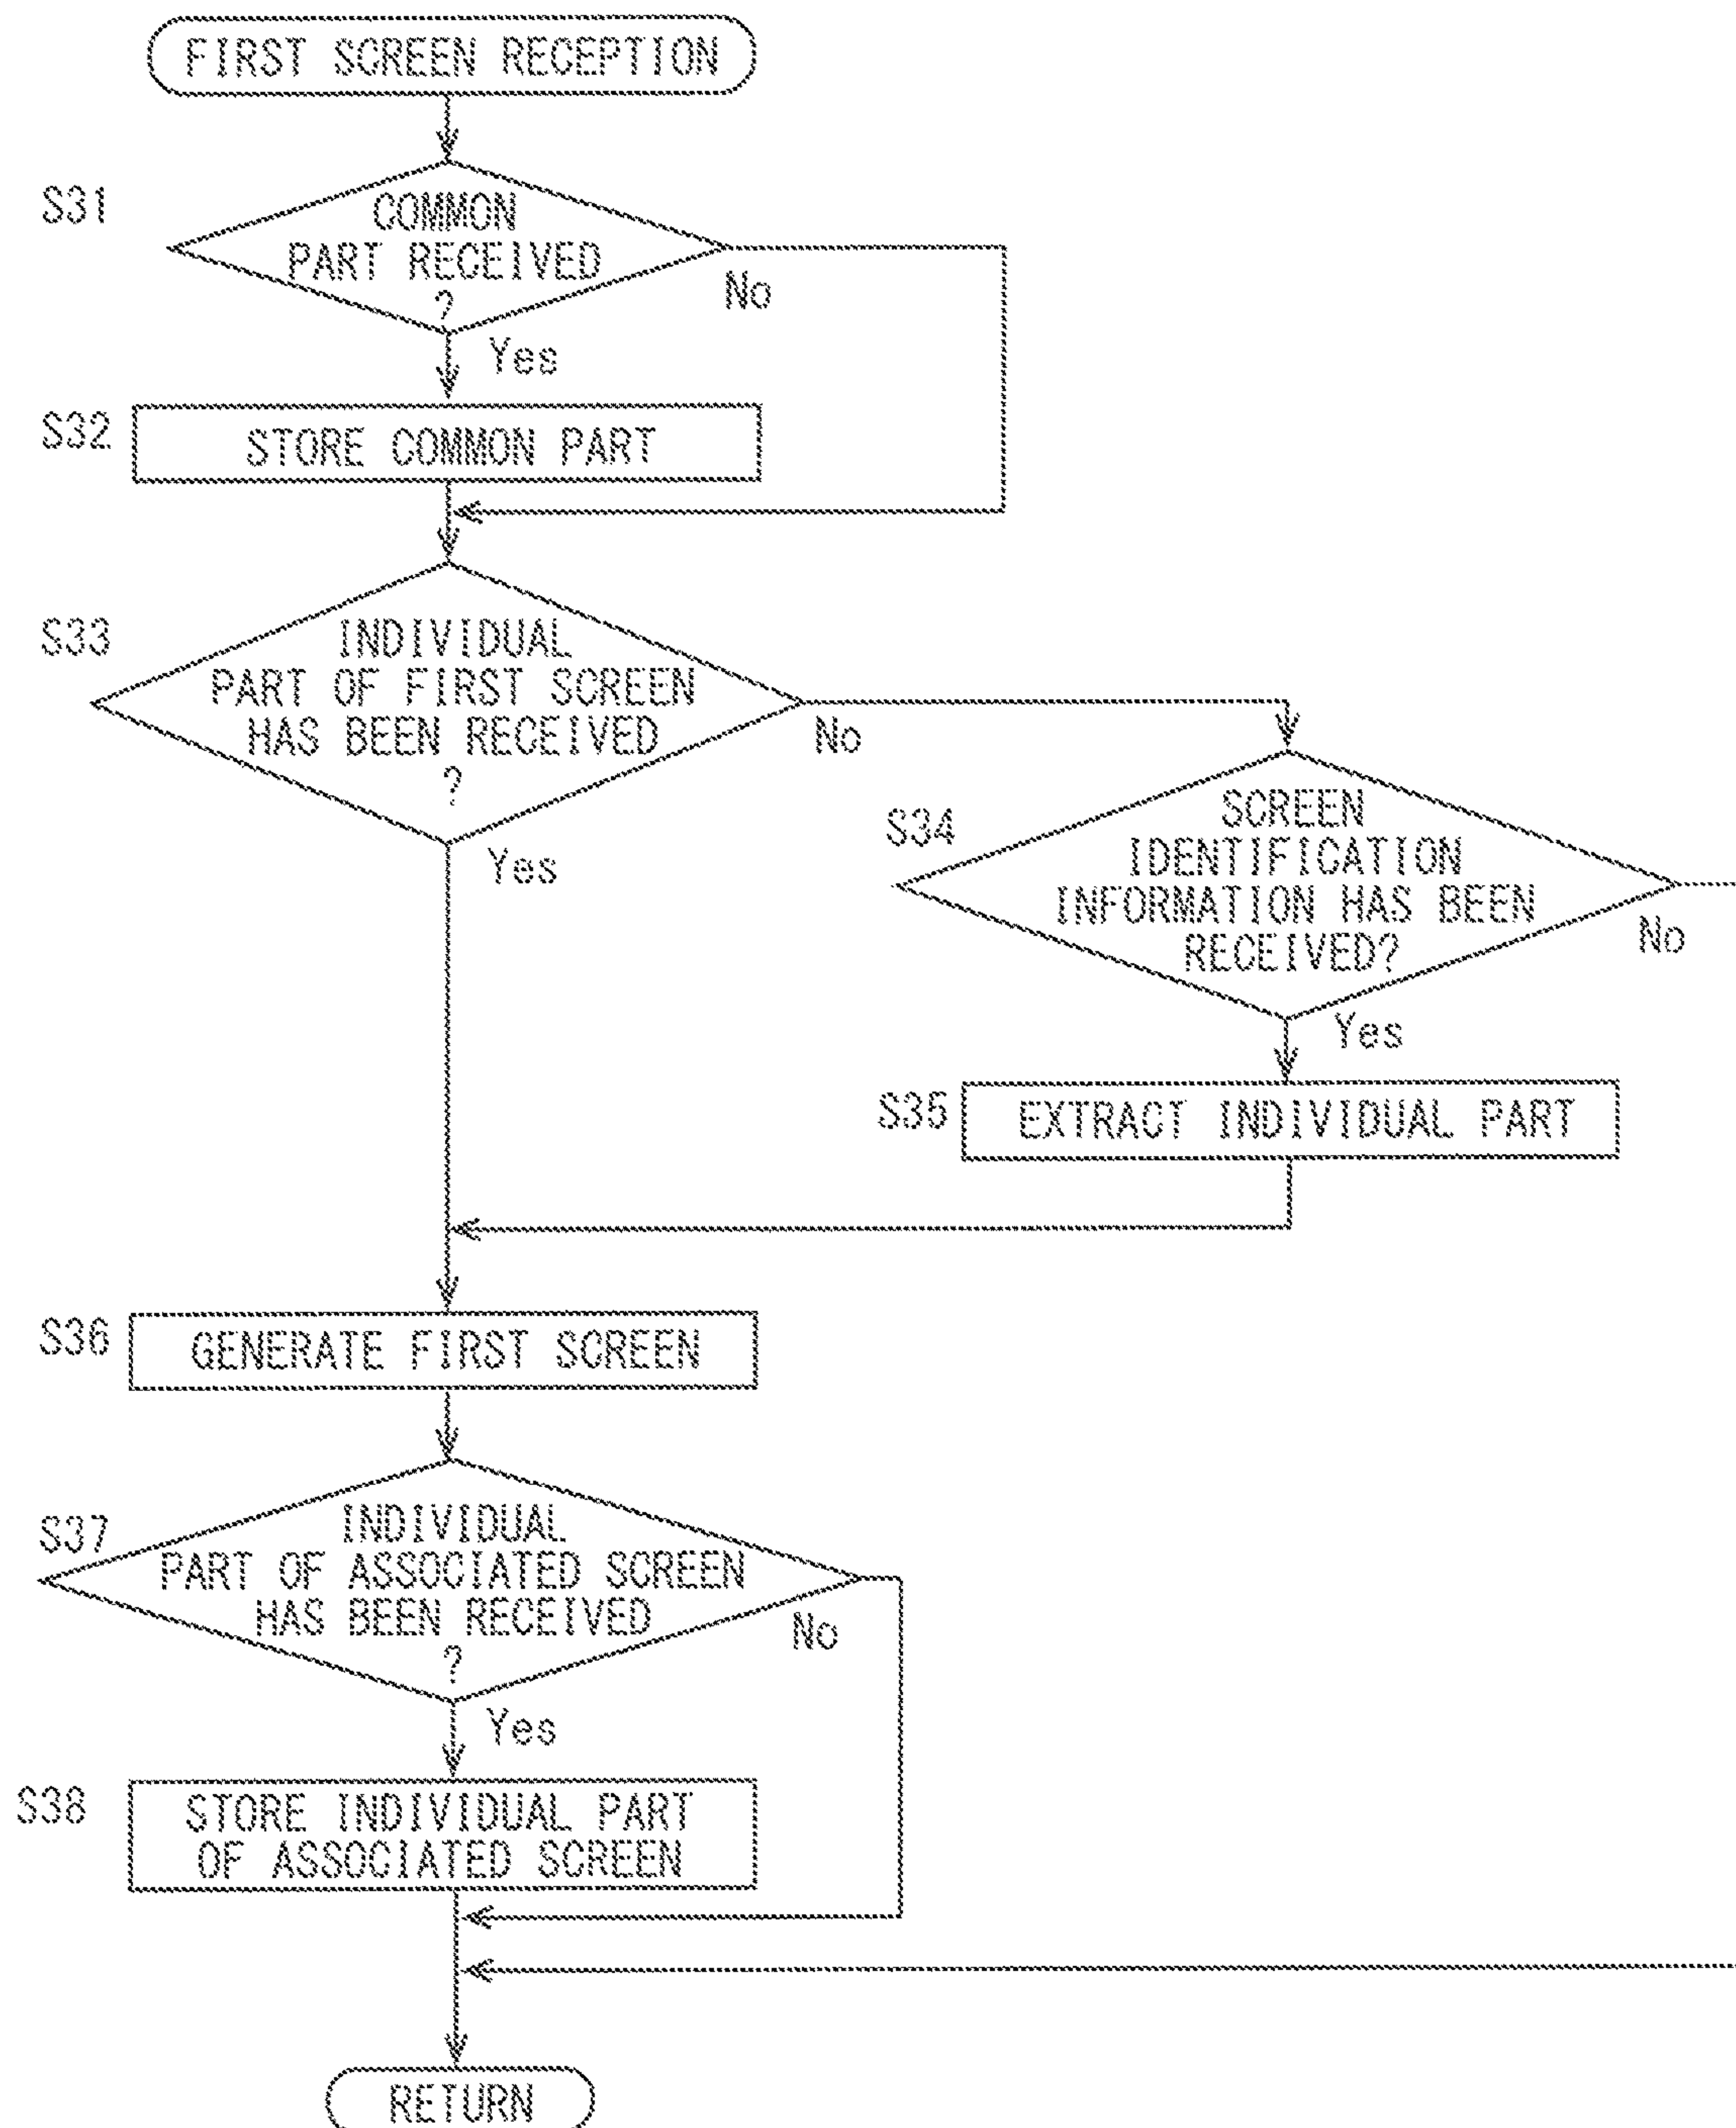 FIRST SCREEN RECEPTION
S31
COMMON
PART RECEIVED
?
No
Yes
S32
STORE COMMON PART
S33
INDIVIDUAL
PART OF FIRST SCREEN
HAS BEEN RECEIVED
?
No
Yes
S34
SCREEN
IDENTIFICATION
INFORMATION HAS BEEN
RECEIVED?
No
Yes
S35
EXTRACT INDIVIDUAL PART
S36
GENERATE FIRST SCREEN
S37
INDIVIDUAL
PART OF ASSOCIATED SCREEN
HAS BEEN RECEIVED
?
No
Yes
S38
STORE INDIVIDUAL PART
OF ASSOCIATED SCREEN
RETURN